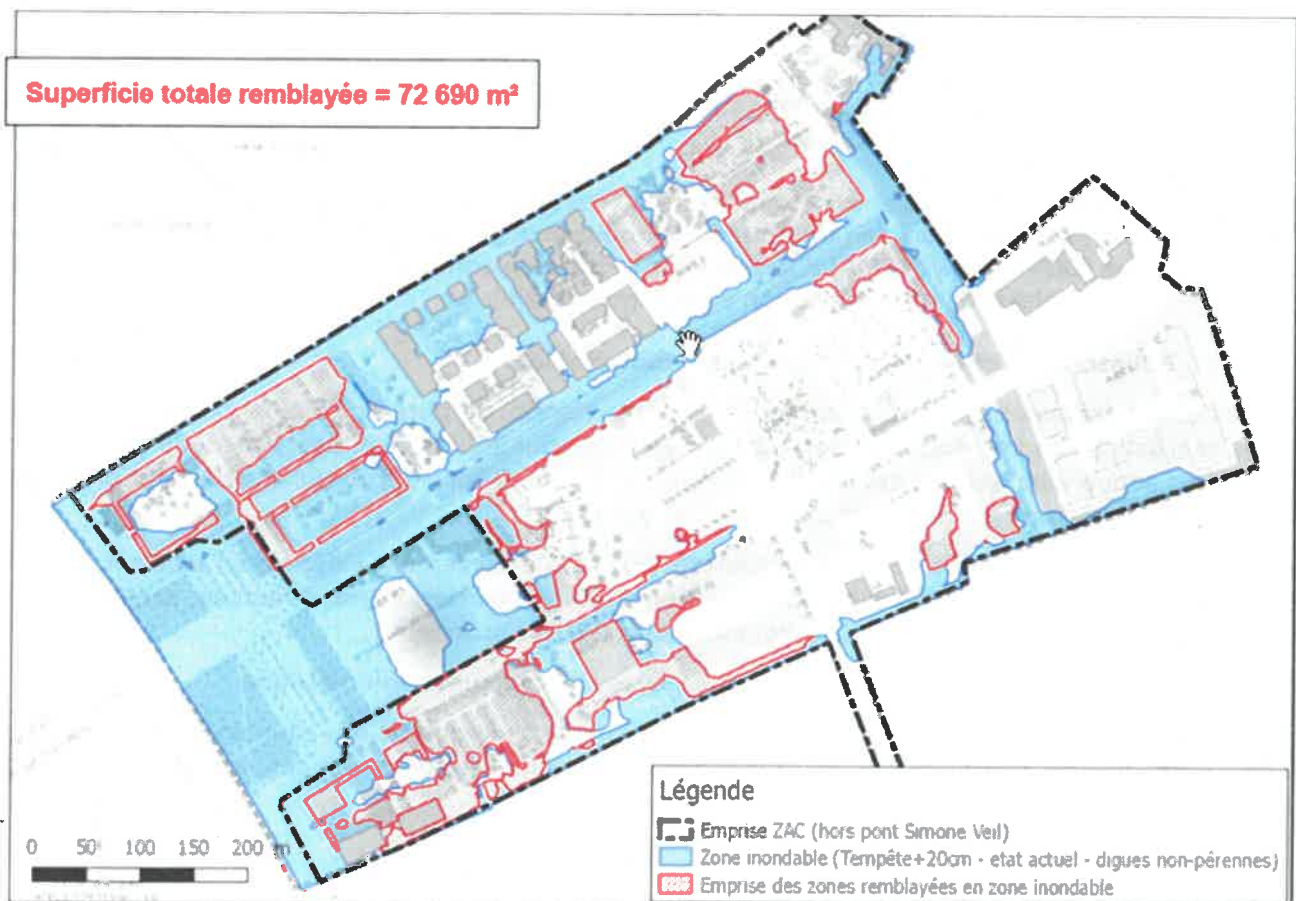 Superficie totale remblayée = 72 690 m²
0 50 100 150 200 m
Légende
Emprise ZAC (hors pont Simone Veil)
Zone inondable (Tempête+20cm - etat actuel - digues non-pérennes)
Emprise des zones remblayées en zone inondable